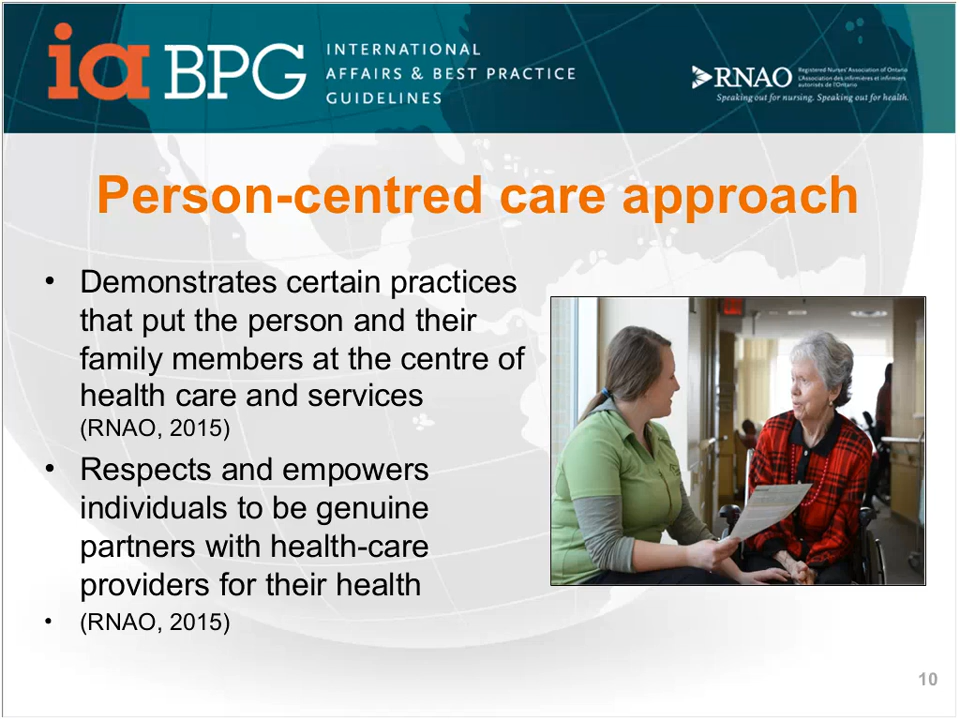 ia BPG INTERNATIONAL
AFFAIRS & BEST PRACTICE
GUIDELINES
RNAO Registered Nurses' Association of Ontario
L'Association des infirmières et infirmiers
autorisés de l'Ontario
Speaking out for nursing. Speaking out for health.
Person-centred care approach
• Demonstrates certain practices
that put the person and their
family members at the centre of
health care and services
(RNAO, 2015)
• Respects and empowers
individuals to be genuine
partners with health-care
providers for their health
• (RNAO, 2015)
10